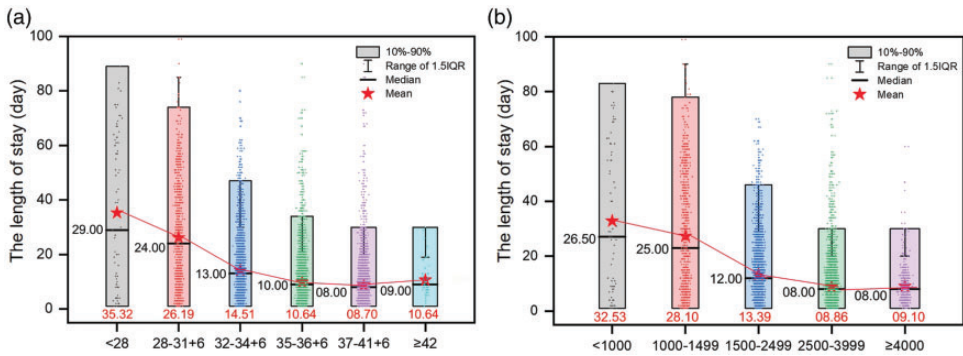 (a)
100
80
60
40
20
0
The length of stay (day)
10%-90%
Range of 1.5IQR
Median
Mean
29.00
24.00
13.00
10.00
08.00
09.00
35.32 26.19 14.51 10.64 08.70 10.64
<28 28-31+6 32-34+6 35-36+6 37-41+6 ≥42
(b)
100
80
60
40
20
0
The length of stay (day)
10%-90%
Range of 1.5IQR
Median
Mean
26.50
25.00
12.00
08.00
08.00
32.53 28.10 13.39 08.86 09.10
<1000 1000-1499 1500-2499 2500-3999 ≥4000